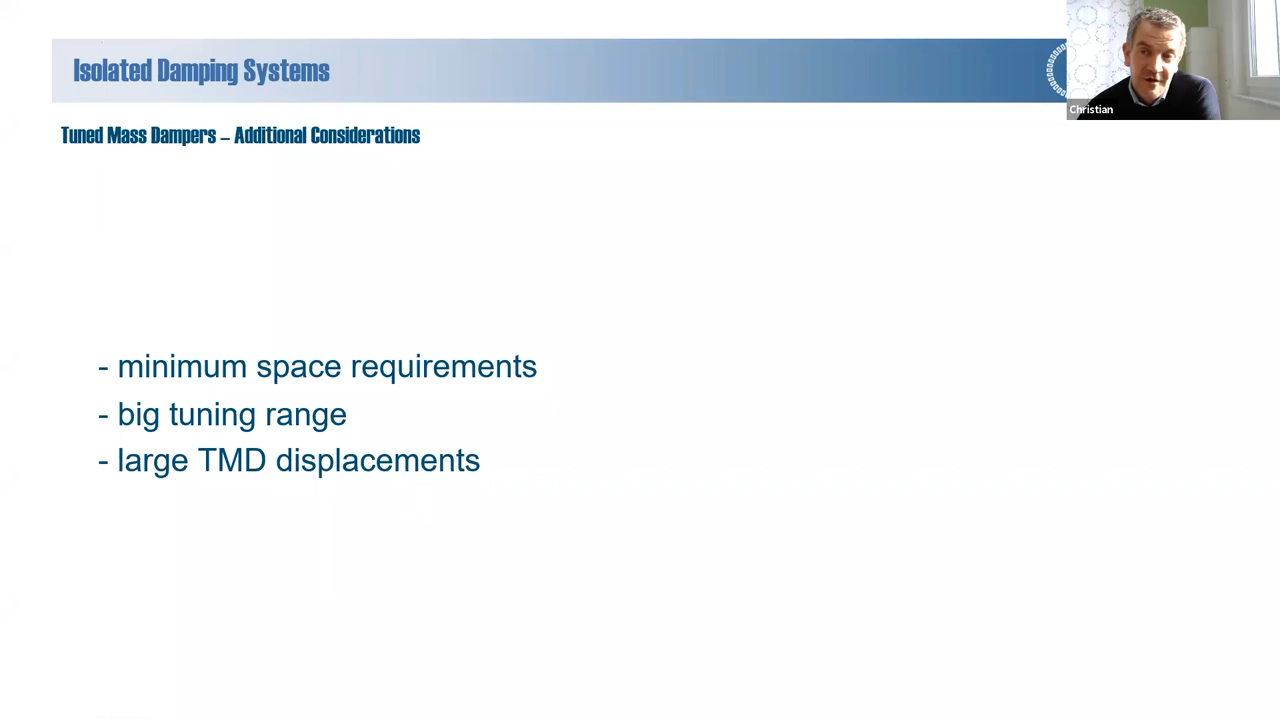 Isolated Damping Systems
Christian
Tuned Mass Dampers – Additional Considerations
- minimum space requirements
- big tuning range
- large TMD displacements